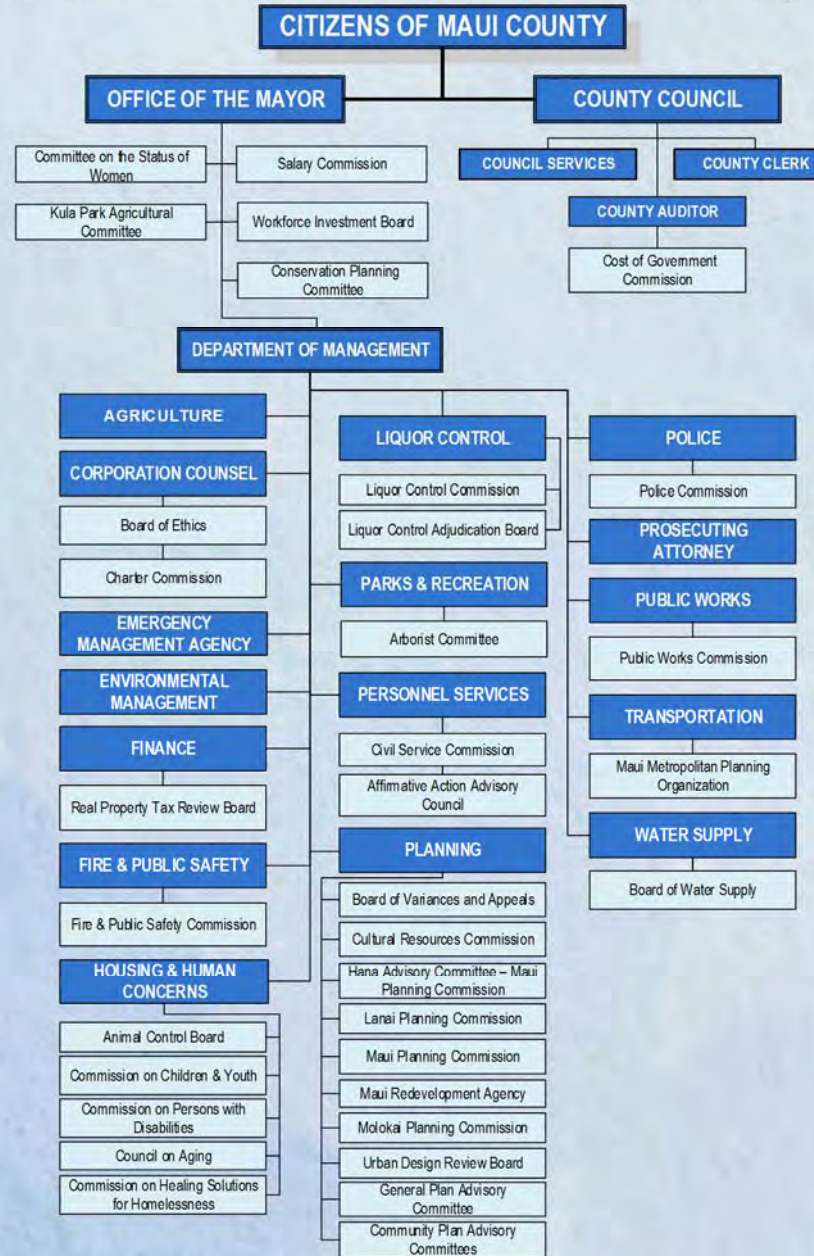 CITIZENS OF MAUI COUNTY
OFFICE OF THE MAYOR
COUNTY COUNCIL
Committee on the Status of
Women
Salary Commission
Kula Park Agricultural
Committee
Workforce Investment Board
Conservation Planning
Committee
COUNCIL SERVICES
COUNTY CLERK
COUNTY AUDITOR
Cost of Government
Commission
DEPARTMENT OF MANAGEMENT
AGRICULTURE
CORPORATION COUNSEL
Board of Ethics
Charter Commission
EMERGENCY
MANAGEMENT AGENCY
ENVIRONMENTAL
MANAGEMENT
FINANCE
Real Property Tax Review Board
FIRE & PUBLIC SAFETY
Fire & Public Safety Commission
HOUSING & HUMAN
CONCERNS
Animal Control Board
Commission on Children & Youth
Commission on Persons with
Disabilities
Council on Aging
Commission on Healing Solutions
for Homelessness
LIQUOR CONTROL
Liquor Control Commission
Liquor Control Adjudication Board
PARKS & RECREATION
Arborist Committee
PERSONNEL SERVICES
Civil Service Commission
Affirmative Action Advisory
Council
PLANNING
Board of Variances and Appeals
Cultural Resources Commission
Hana Advisory Committee – Maui
Planning Commission
Lanai Planning Commission
Maui Planning Commission
Maui Redevelopment Agency
Molokai Planning Commission
Urban Design Review Board
General Plan Advisory
Committee
Community Plan Advisory
Committees
POLICE
Police Commission
PROSECUTING
ATTORNEY
PUBLIC WORKS
Public Works Commission
TRANSPORTATION
Maui Metropolitan Planning
Organization
WATER SUPPLY
Board of Water Supply